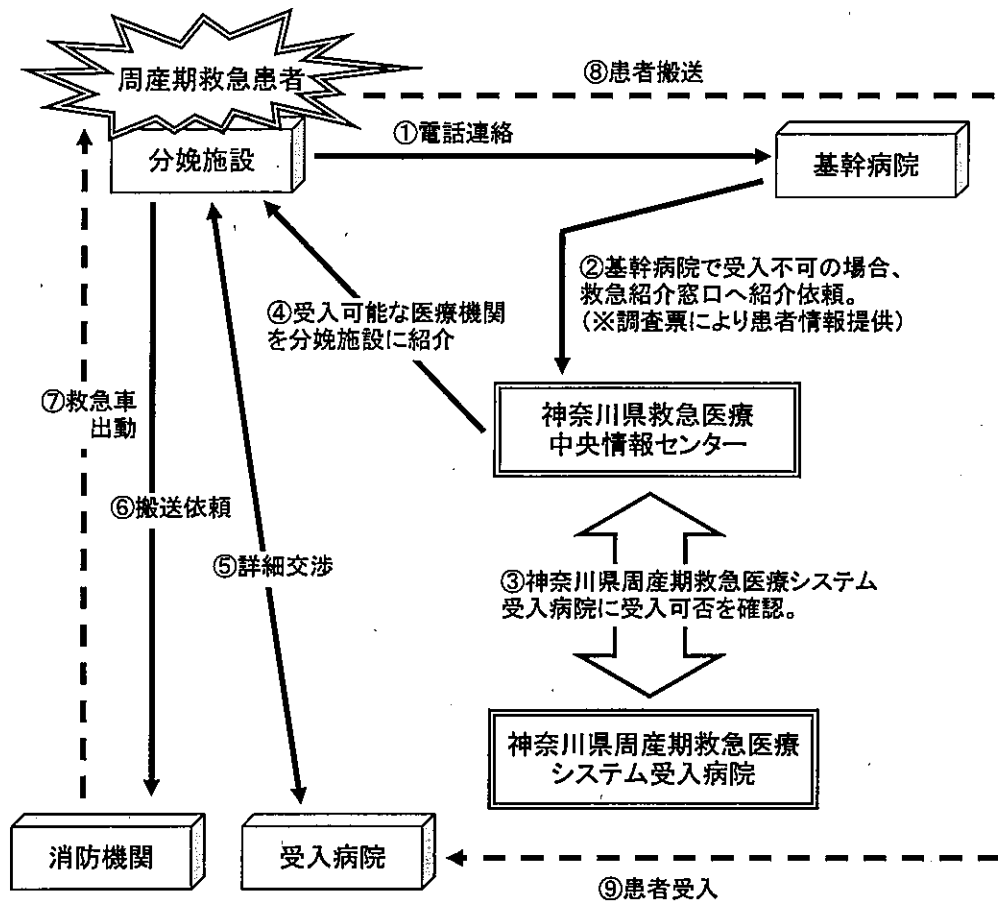 周産期救急患者
⑧患者搬送
①電話連絡
分娩施設
基幹病院
②基幹病院で受入不可の場合、
救急紹介窓口へ紹介依頼。
(※調査票により患者情報提供)
④受入可能な医療機関
を分娩施設に紹介
⑦救急車
出動
神奈川県救急医療
中央情報センター
⑥搬送依頼
⑤詳細交渉
③神奈川県周産期救急医療システム
受入病院に受入可否を確認。
神奈川県周産期救急医療
システム受入病院
消防機関
受入病院
⑨患者受入